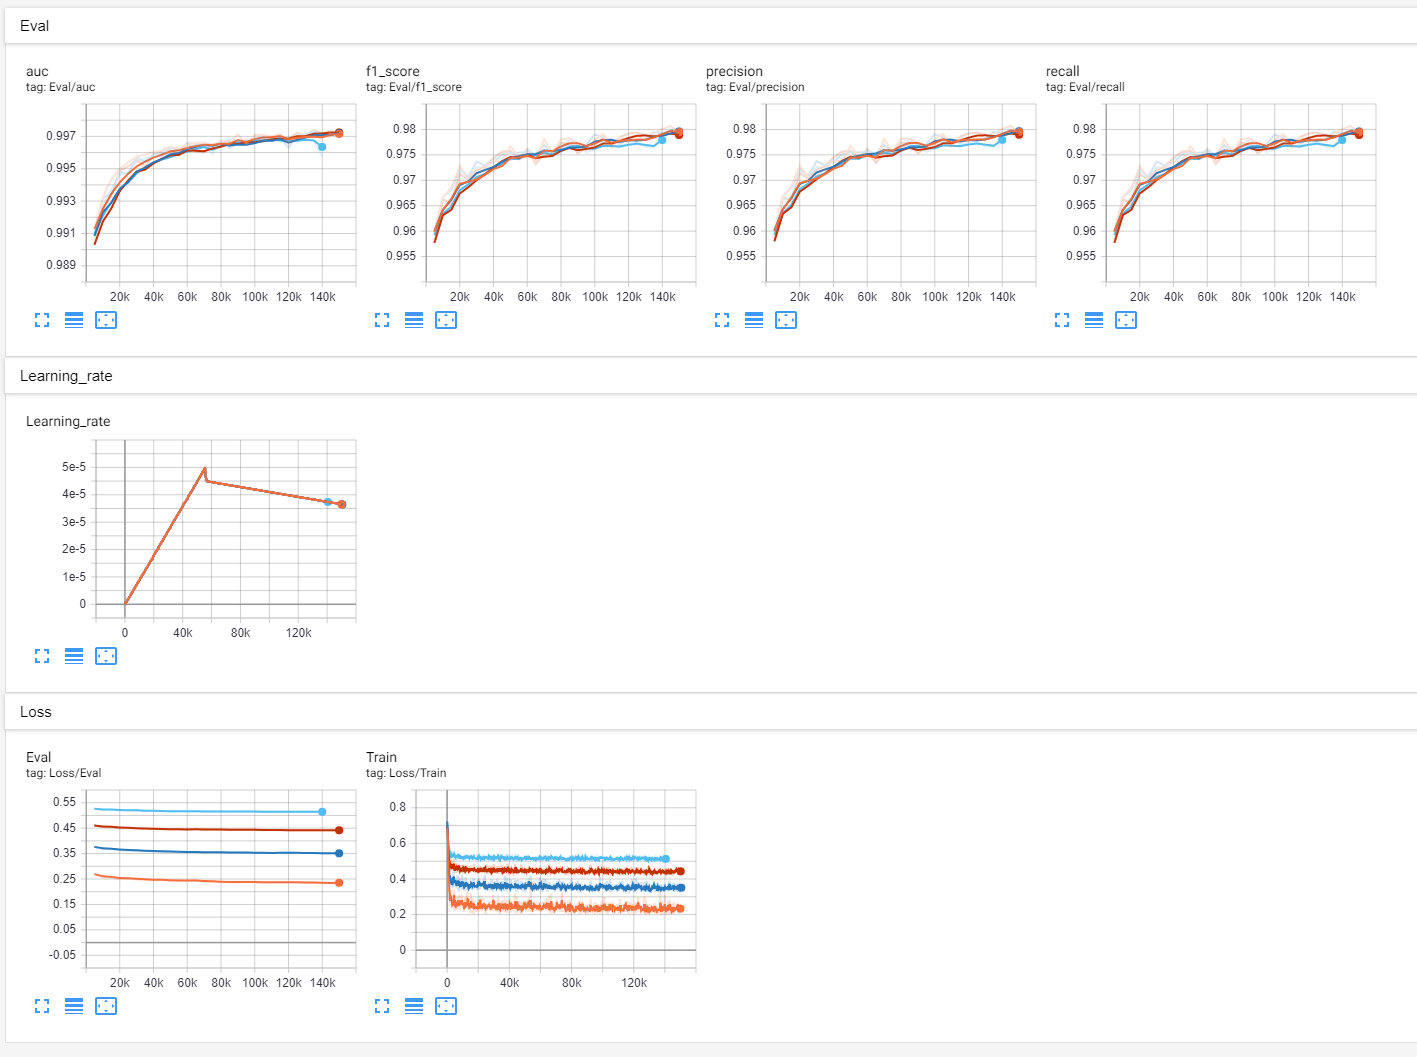 Eval
auc
tag: Eval/auc
0.997
0.995
0.993
0.991
0.989
20k 40k 60k 80k 100k 120k 140k
f1_score
tag: Eval/f1_score
0.98
0.975
0.97
0.965
0.96
0.955
20k 40k 60k 80k 100k 120k 140k
precision
tag: Eval/precision
0.98
0.975
0.97
0.965
0.96
0.955
20k 40k 60k 80k 100k 120k 140k
recall
tag: Eval/recall
0.98
0.975
0.97
0.965
0.96
0.955
20k 40k 60k 80k 100k 120k 140k
Learning_rate
Learning_rate
5e-5
4e-5
3e-5
2e-5
1e-5
0
0 40k 80k 120k
Loss
Eval
tag: Loss/Eval
0.55
0.45
0.35
0.25
0.15
0.05
-0.05
20k 40k 60k 80k 100k 120k 140k
Train
tag: Loss/Train
0.8
0.6
0.4
0.2
0
0 40k 80k 120k